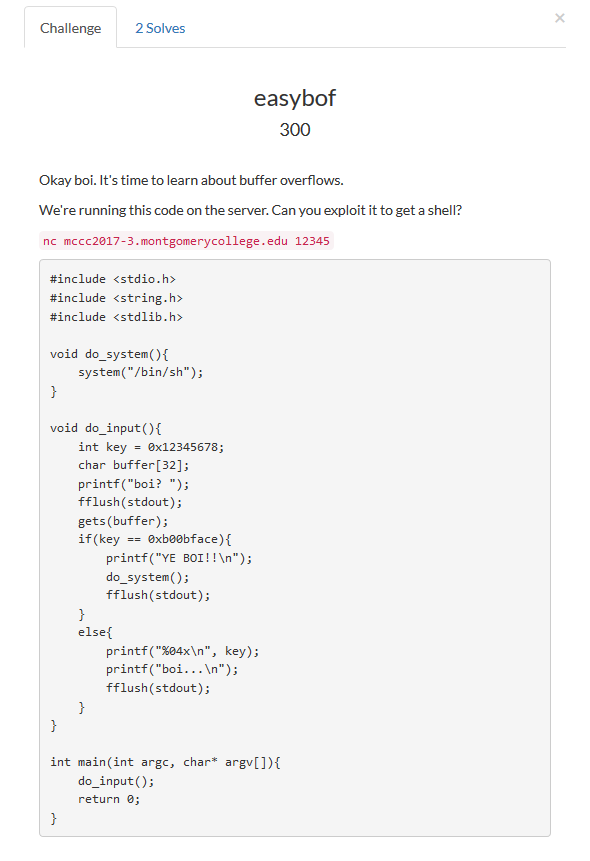 Challenge
2 Solves
×
easybof
300
Okay boi. It's time to learn about buffer overflows.
We're running this code on the server. Can you exploit it to get a shell?
nc mccc2017-3.montgomerycollege.edu 12345
#include <stdio.h>
#include <string.h>
#include <stdlib.h>

void do_system(){
    system("/bin/sh");
}

void do_input(){
    int key = 0x12345678;
    char buffer[32];
    printf("boi? ");
    fflush(stdout);
    gets(buffer);
    if(key == 0xb00bface){
        printf("YE BOI!!\n");
        do_system();
        fflush(stdout);
    }
    else{
        printf("%04x\n", key);
        printf("boi...\n");
        fflush(stdout);
    }
}

int main(int argc, char* argv[]){
    do_input();
    return 0;
}